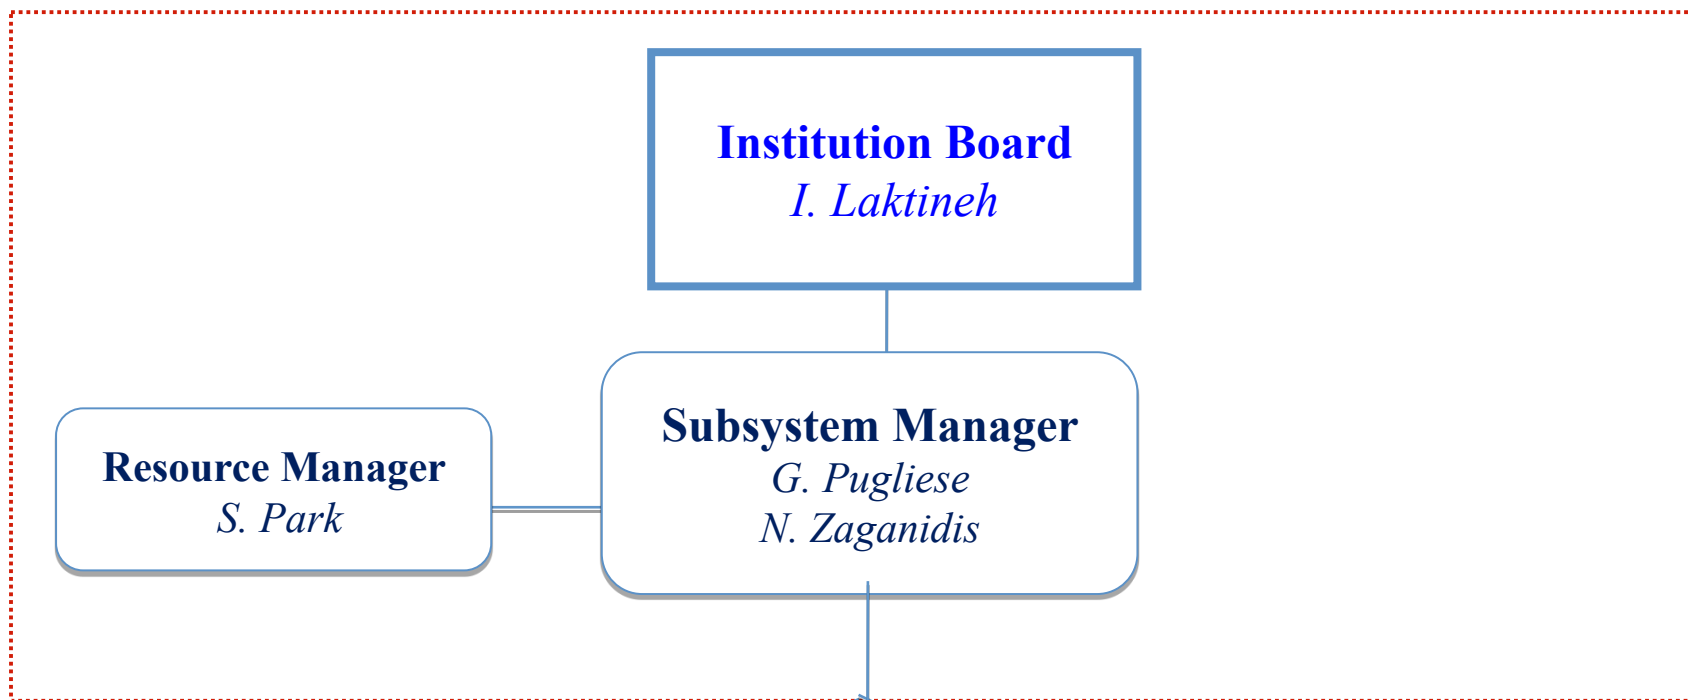 Institution Board
I. Laktineh
Subsystem Manager
G. Pugliese
N. Zaganidis
Resource Manager
S. Park